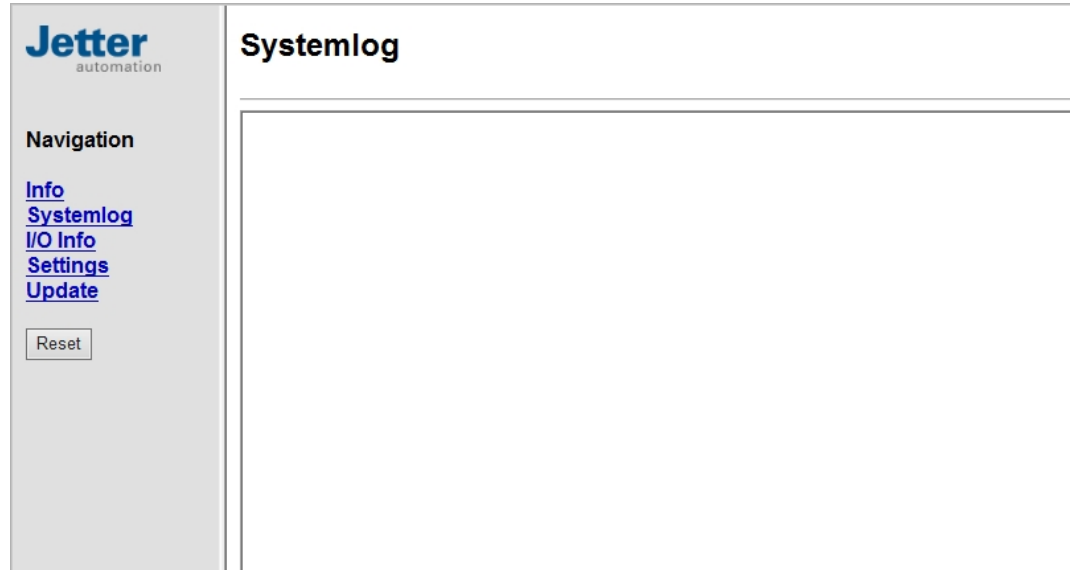 Jetter
automation
Navigation
Info
Systemlog
I/O Info
Settings
Update
Reset
Systemlog